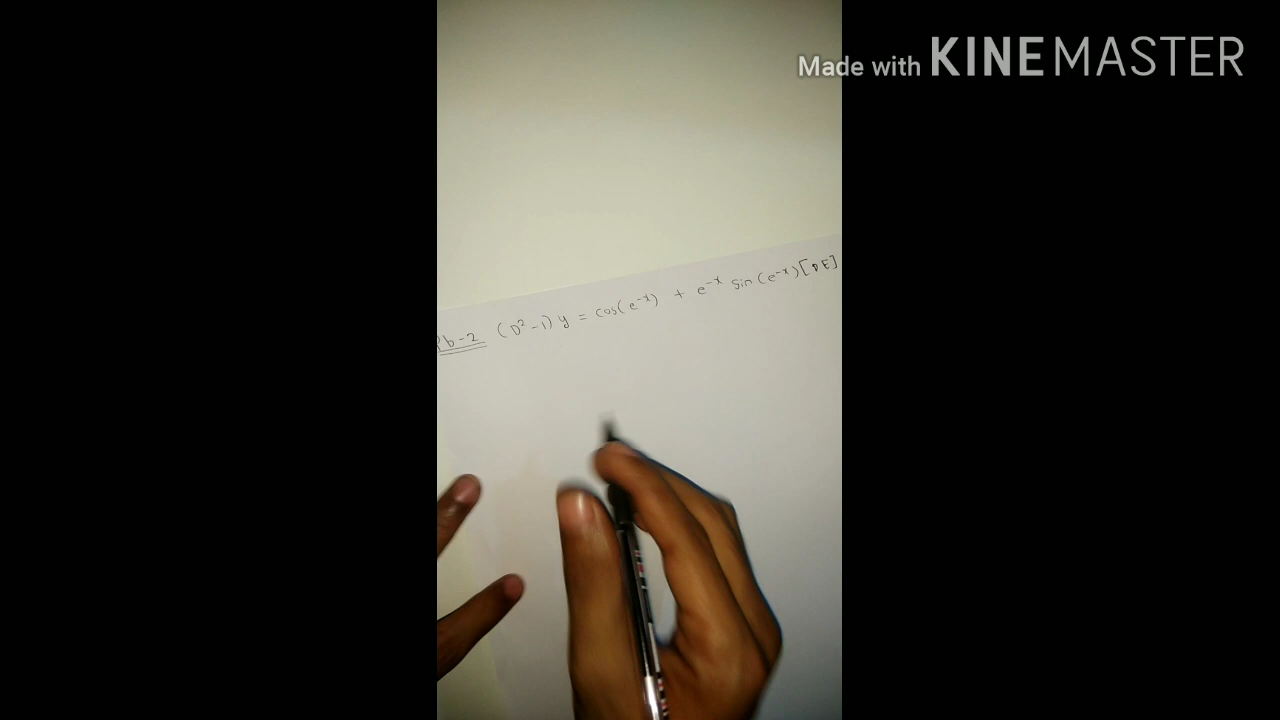 Made with KINEMASTER
Pb-2 (D²-1)y = cos(e⁻ˣ) + e⁻ˣ sin(e⁻ˣ) [DE]